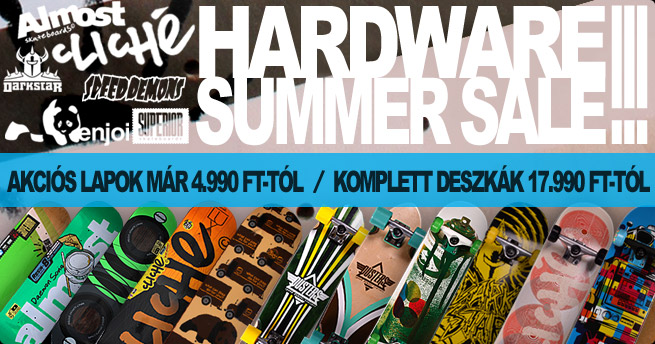 Almost
skateboards
CLICHÉ
DARKSTAR
SPEED DEMONS
enjoi
SUPERIOR
HARDWARE!!!
SUMMER SALE!!!
AKCIÓS LAPOK MÁR 4.990 FT-TÓL / KOMPLETT DESZKÁK 17.990 FT-TÓL
almost
CLICHÉ
DUSTERS